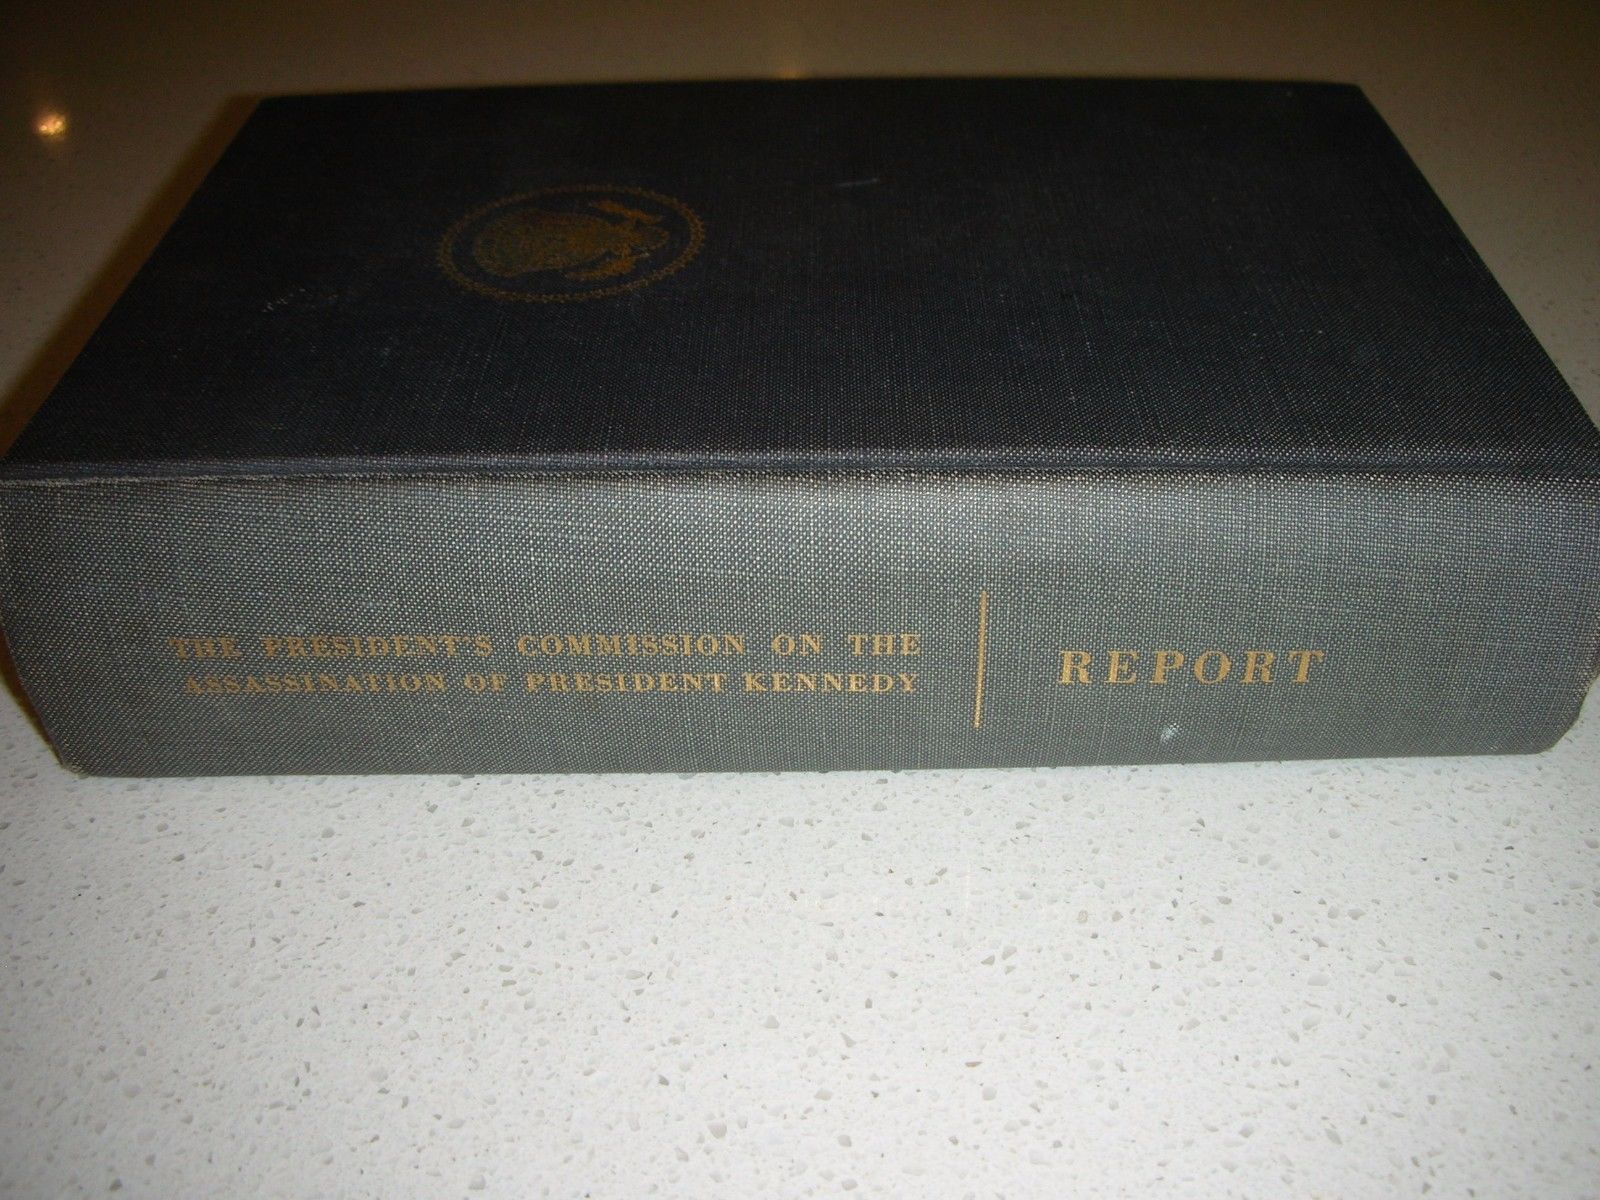 THE PRESIDENT'S COMMISSION ON THE
ASSASSINATION OF PRESIDENT KENNEDY
REPORT